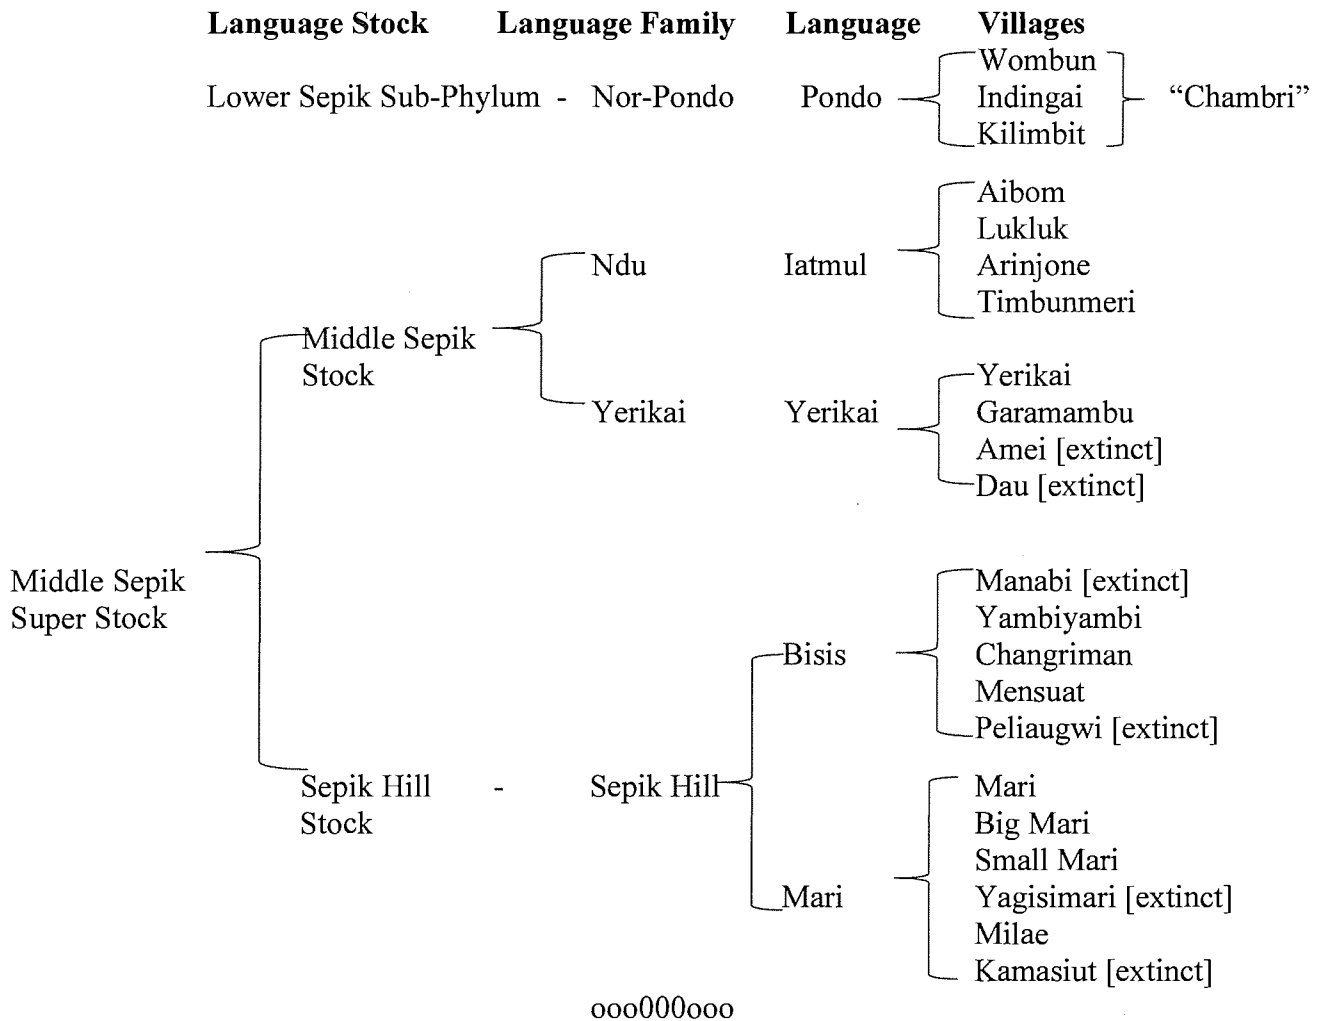 Language Stock Language Family Language Villages
Wombun
Lower Sepik Sub-Phylum - Nor-Pondo Pondo Indingai “Chambri”
Kilimbit
Aibom
Lukluk
Ndu Iatmul Arinjone
Timbunmeri
Middle Sepik
Stock
Yerikai
Yerikai Yerikai Garamambu
Amei [extinct]
Dau [extinct]
Middle Sepik
Super Stock
Manabi [extinct]
Yambiyambi
Bisis Changriman
Mensuat
Peliaugwi [extinct]
Sepik Hill - Sepik Hill Mari
Stock Big Mari
Small Mari
Mari Yagisimari [extinct]
Milae
Kamasiut [extinct]
ooo000ooo